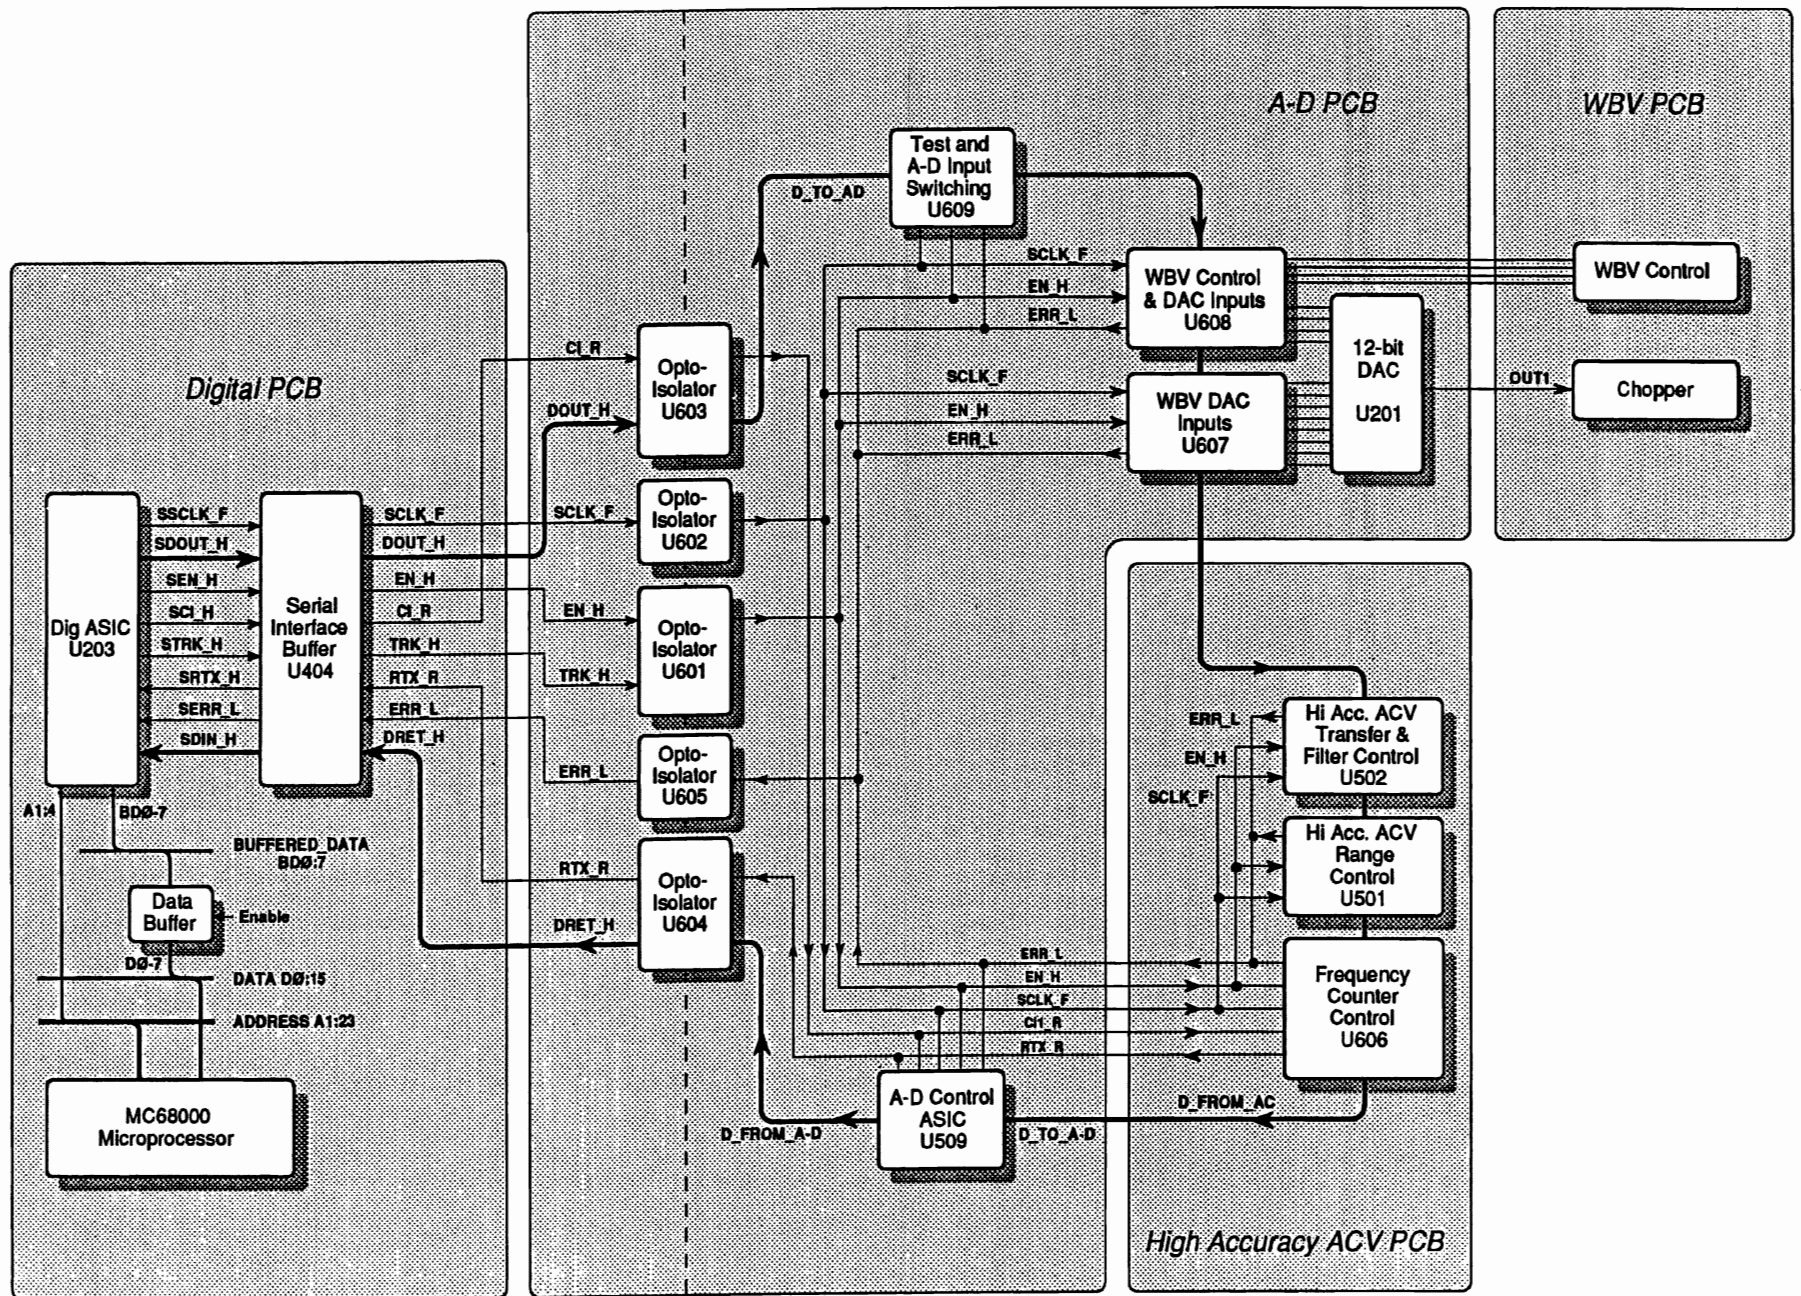 A-D PCB
WBV PCB
Test and
A-D Input
Switching
U609
D_TO_AD
SCLK_F
EN_H
ERR_L
WBV Control
& DAC Inputs
U608
WBV Control
12-bit
DAC
U201
OUT1
Chopper
SCLK_F
EN_H
ERR_L
WBV DAC
Inputs
U607
Digital PCB
CI_R
DOUT_H
Opto-
Isolator
U603
SCLK_F
Opto-
Isolator
U602
EN_H
TRK_H
Opto-
Isolator
U601
ERR_L
Opto-
Isolator
U605
RTX_R
DRET_H
Opto-
Isolator
U604
Dig ASIC
U203
SSCLK_F
SDOUT_H
SEN_H
SCI_H
STRK_H
SRTX_H
SERR_L
SDIN_H
Serial
Interface
Buffer
U404
SCLK_F
DOUT_H
EN_H
CI_R
TRK_H
RTX_R
ERR_L
DRET_H
A1:4
BDØ-7
BUFFERED_DATA
BDØ:7
Data
Buffer
Enable
DØ-7
DATA DØ:15
ADDRESS A1:23
MC68000
Microprocessor
ERR_L
EN_H
SCLK_F
Hi Acc. ACV
Transfer &
Filter Control
U502
Hi Acc. ACV
Range
Control
U501
Frequency
Counter
Control
U606
ERR_L
EN_H
SCLK_F
CI1_R
RTX_R
A-D Control
ASIC
U509
D_FROM_A-D
D_TO_A-D
D_FROM_AC
High Accuracy ACV PCB